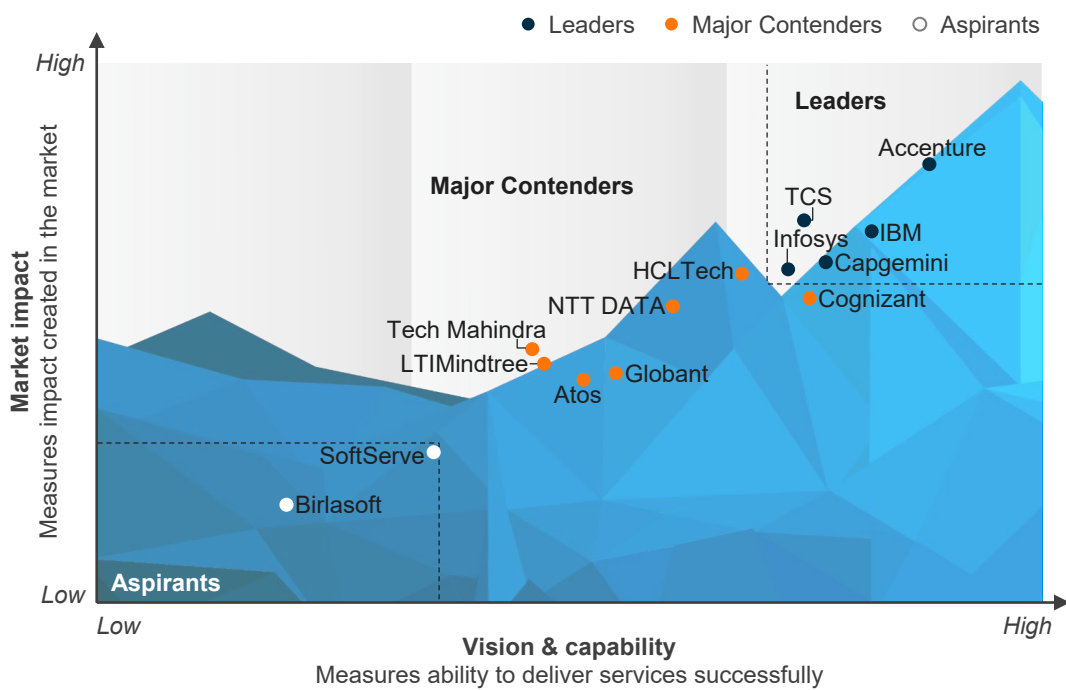 Leaders
Major Contenders
Aspirants
High
Market impact
Measures impact created in the market
Leaders
Accenture
Major Contenders
TCS
Infosys
IBM
Capgemini
HCLTech
NTT DATA
Cognizant
Tech Mahindra
LTIMindtree
Globant
Atos
SoftServe
Birlasoft
Aspirants
Low
Low
High
Vision & capability
Measures ability to deliver services successfully